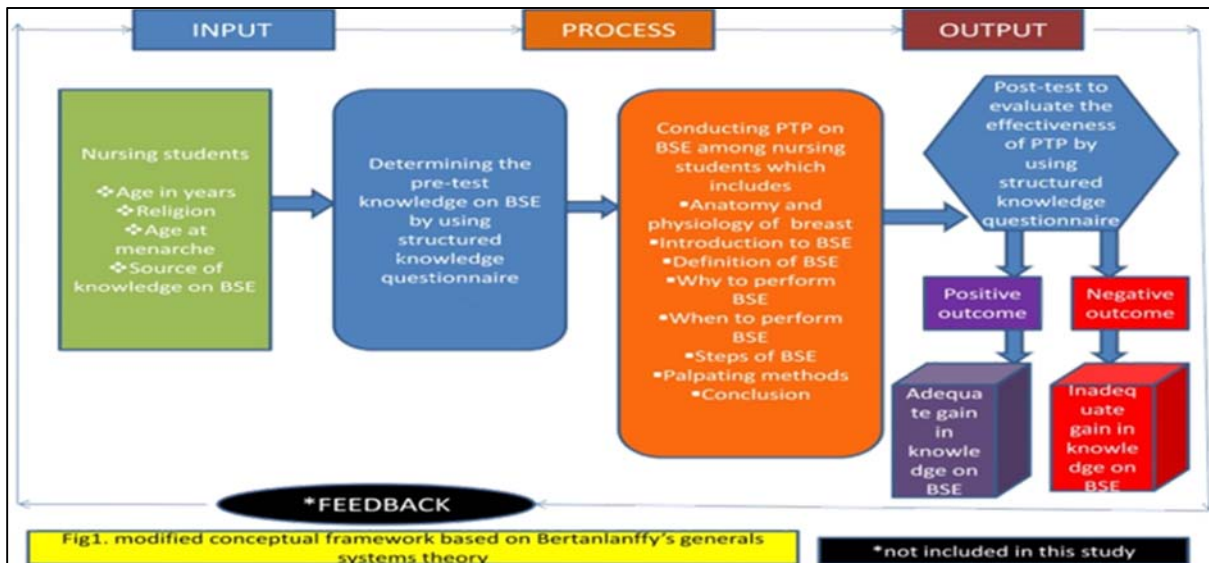 INPUT
PROCESS
OUTPUT
Nursing students
❖Age in years
❖Religion
❖Age at
menarche
❖Source of
knowledge on BSE
Determining the
pre-test
knowledge on BSE
by using
structured
knowledge
questionnaire
Conducting PTP on
BSE among nursing
students which
includes
▪Anatomy and
physiology of breast
▪Introduction to BSE
▪Definition of BSE
▪Why to perform
BSE
▪When to perform
BSE
▪Steps of BSE
▪Palpating methods
▪Conclusion
Post-test to
evaluate the
effectiveness
of PTP by
using
structured
knowledge
questionnaire
Positive
outcome
Negative
outcome
Adequa
te gain
in
knowle
dge on
BSE
Inadeq
uate
gain in
knowle
dge on
BSE
*FEEDBACK
Fig1. modified conceptual framework based on Bertanlanffy's generals
systems theory
*not included in this study